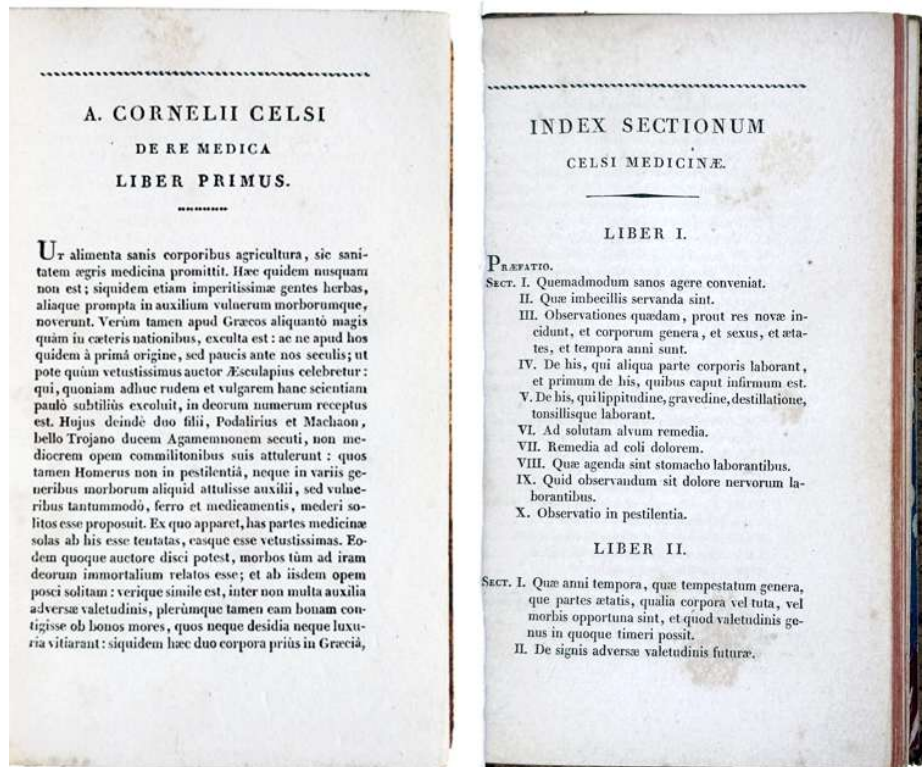 A. CORNELII CELSI
DE RE MEDICA
LIBER PRIMUS.
UT alimenta sanis corporibus agricultura, sic sani-
tatem ægris medicina promittit. Hæc quidem nusquam
non est; siquidem etiam imperitissimæ gentes herbas,
aliaque prompta in auxilium vulnerum morborumque,
noverunt. Verùm tamen apud Græcos aliquantò magis
quàm in cæteris nationibus, exculta est: ac ne apud hos
quidem à primâ origine, sed paucis ante nos seculis; ut
pote quùm vetustissimus auctor Æsculapius celebretur:
qui, quoniam adhuc rudem et vulgarem hanc scientiam
paulò subtiliùs excoluit, in deorum numerum receptus
est. Hujus deindè duo filii, Podalirius et Machaon,
bello Trojano ducem Agamemnonem secuti, non me-
diocrem opem commilitonibus suis attulerunt: quos
tamen Homerus non in pestilentiâ, neque in variis ge-
neribus morborum aliquid attulisse auxilii, sed vulne-
ribus tantummodò, ferro et medicamentis, mederi so-
litos esse proposuit. Ex quo apparet, has partes medicinæ
solas ab his esse tentatas, easque esse vetustissimas. Eo-
dem quoque auctore disci potest, morbos tùm ad iram
deorum immortalium relatos esse; et ab iisdem opem
posci solitam: verique simile est, inter non multa auxilia
adversæ valetudinis, plerùmque tamen eam bonam con-
tigisse ob bonos mores, quos neque desidia neque luxu-
ria vitiarant: siquidem hæc duo corpora priùs in Græciâ,
INDEX SECTIONUM
CELSI MEDICINÆ.
LIBER I.
PRÆFATIO.
SECT. I. Quemadmodum sanos agere conveniat.
II. Quæ imbecillis servanda sint.
III. Observationes quædam, prout res novæ in-
cidunt, et corporum genera, et sexus, et æta-
tes, et tempora anni sunt.
IV. De his, qui aliqua parte corporis laborant,
et primum de his, quibus caput infirmum est.
V. De his, qui lippitudine, gravedine, destillatione,
tonsillisque laborant.
VI. Ad solutam alvum remedia.
VII. Remedia ad coli dolorem.
VIII. Quæ agenda sint stomacho laborantibus.
IX. Quid observandum sit dolore nervorum la-
borantibus.
X. Observatio in pestilentia.
LIBER II.
SECT. I. Quæ anni tempora, quæ tempestatum genera,
que partes ætatis, qualia corpora vel tuta, vel
morbis opportuna sint, et quod valetudinis ge-
nus in quoque timeri possit.
II. De signis adversæ valetudinis futuræ.